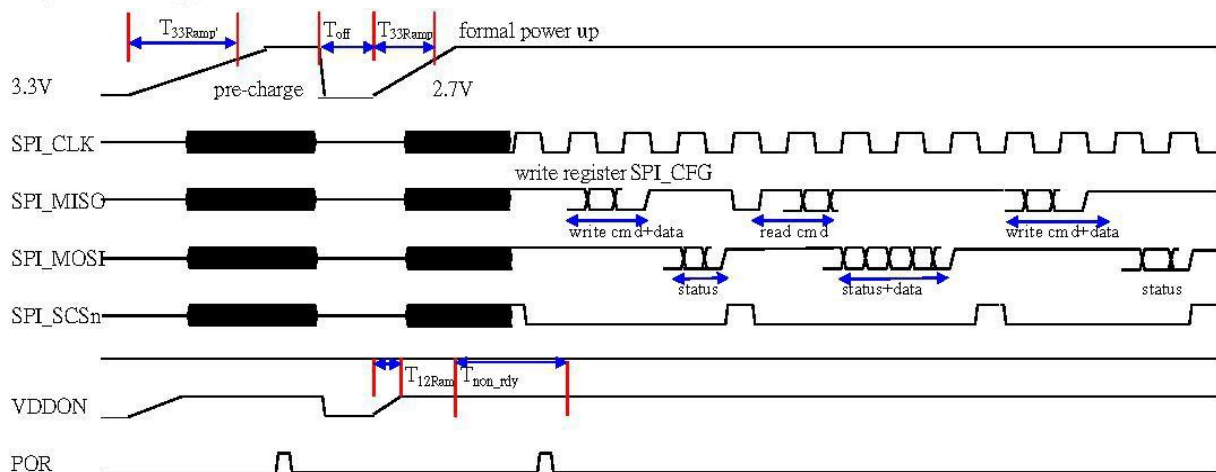 T33Ramp' Toff T33Ramp formal power up
3.3V pre-charge 2.7V
SPI_CLK
write register SPI_CFG
SPI_MISO
write cmd+data read cmd write cmd+data
SPI_MOSI
status status+data status
SPI_SCSn
T12Ram Tnon_rdy
VDDON
POR